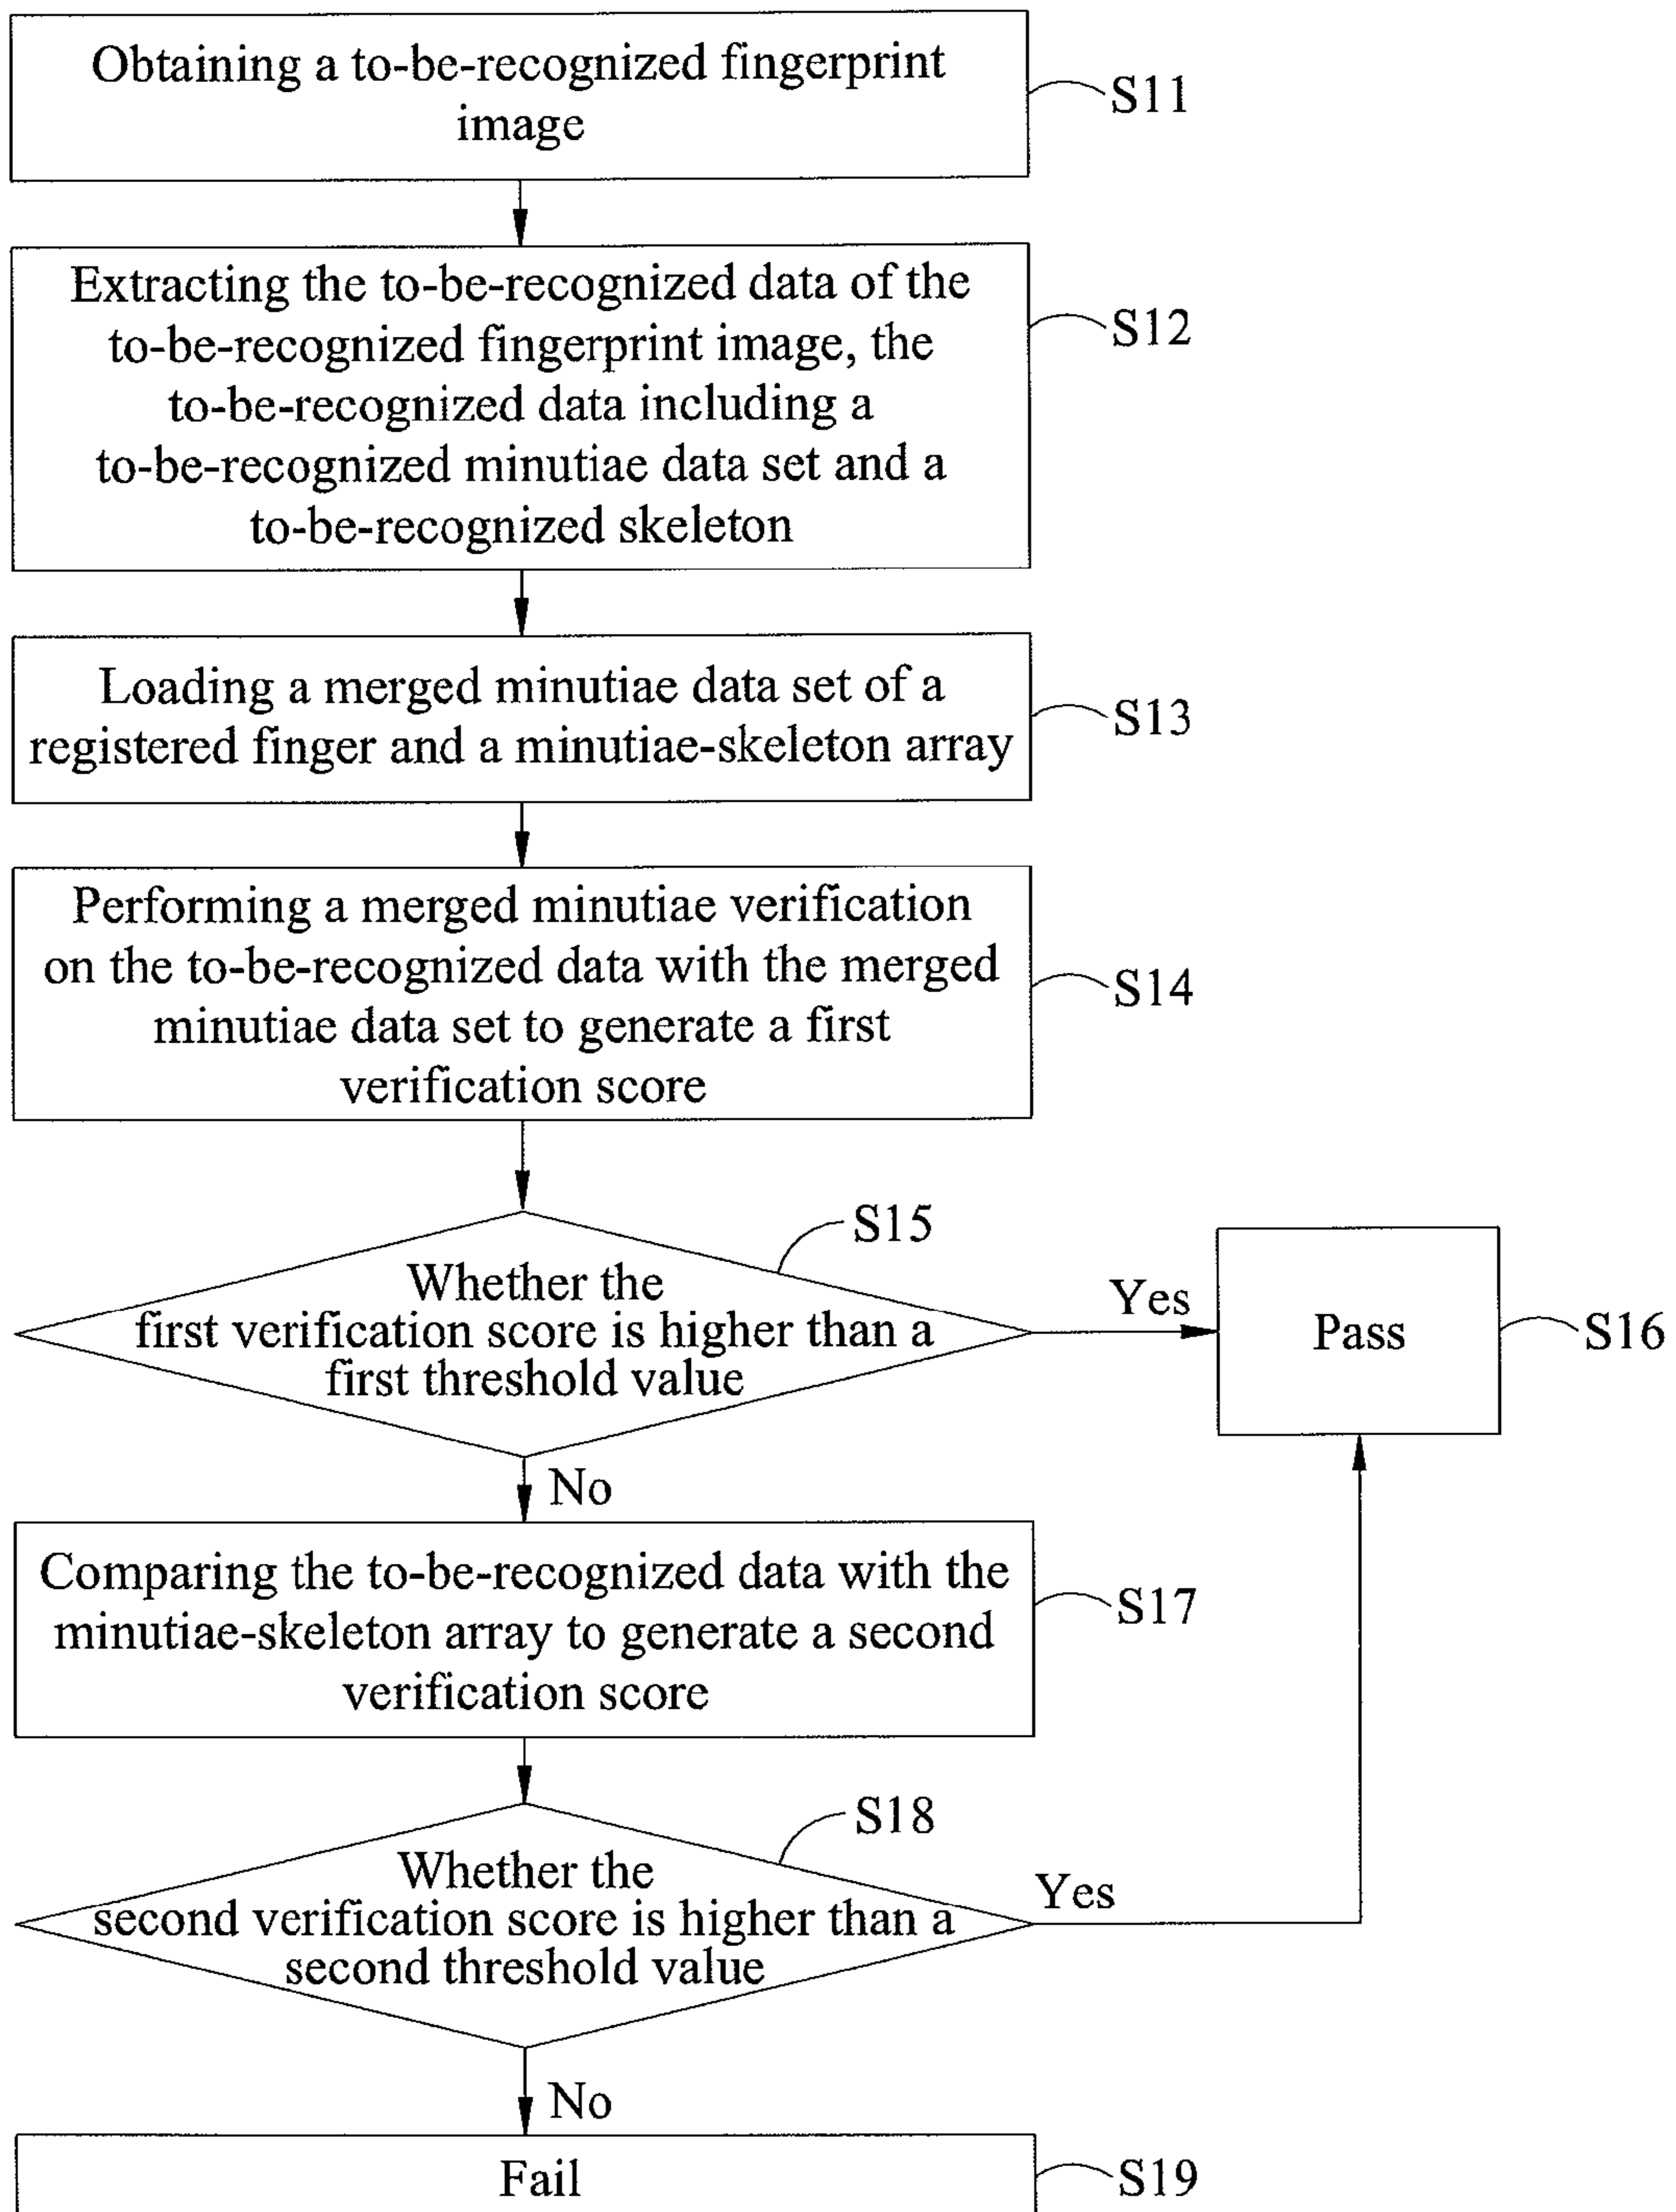 Obtaining a to-be-recognized fingerprint
image
S11
Extracting the to-be-recognized data of the
to-be-recognized fingerprint image, the
to-be-recognized data including a
to-be-recognized minutiae data set and a
to-be-recognized skeleton
S12
Loading a merged minutiae data set of a
registered finger and a minutiae-skeleton array
S13
Performing a merged minutiae verification
on the to-be-recognized data with the merged
minutiae data set to generate a first
verification score
S14
S15
Whether the
first verification score is higher than a
first threshold value
Yes
Pass
S16
No
Comparing the to-be-recognized data with the
minutiae-skeleton array to generate a second
verification score
S17
S18
Whether the
second verification score is higher than a
second threshold value
Yes
No
Fail
S19